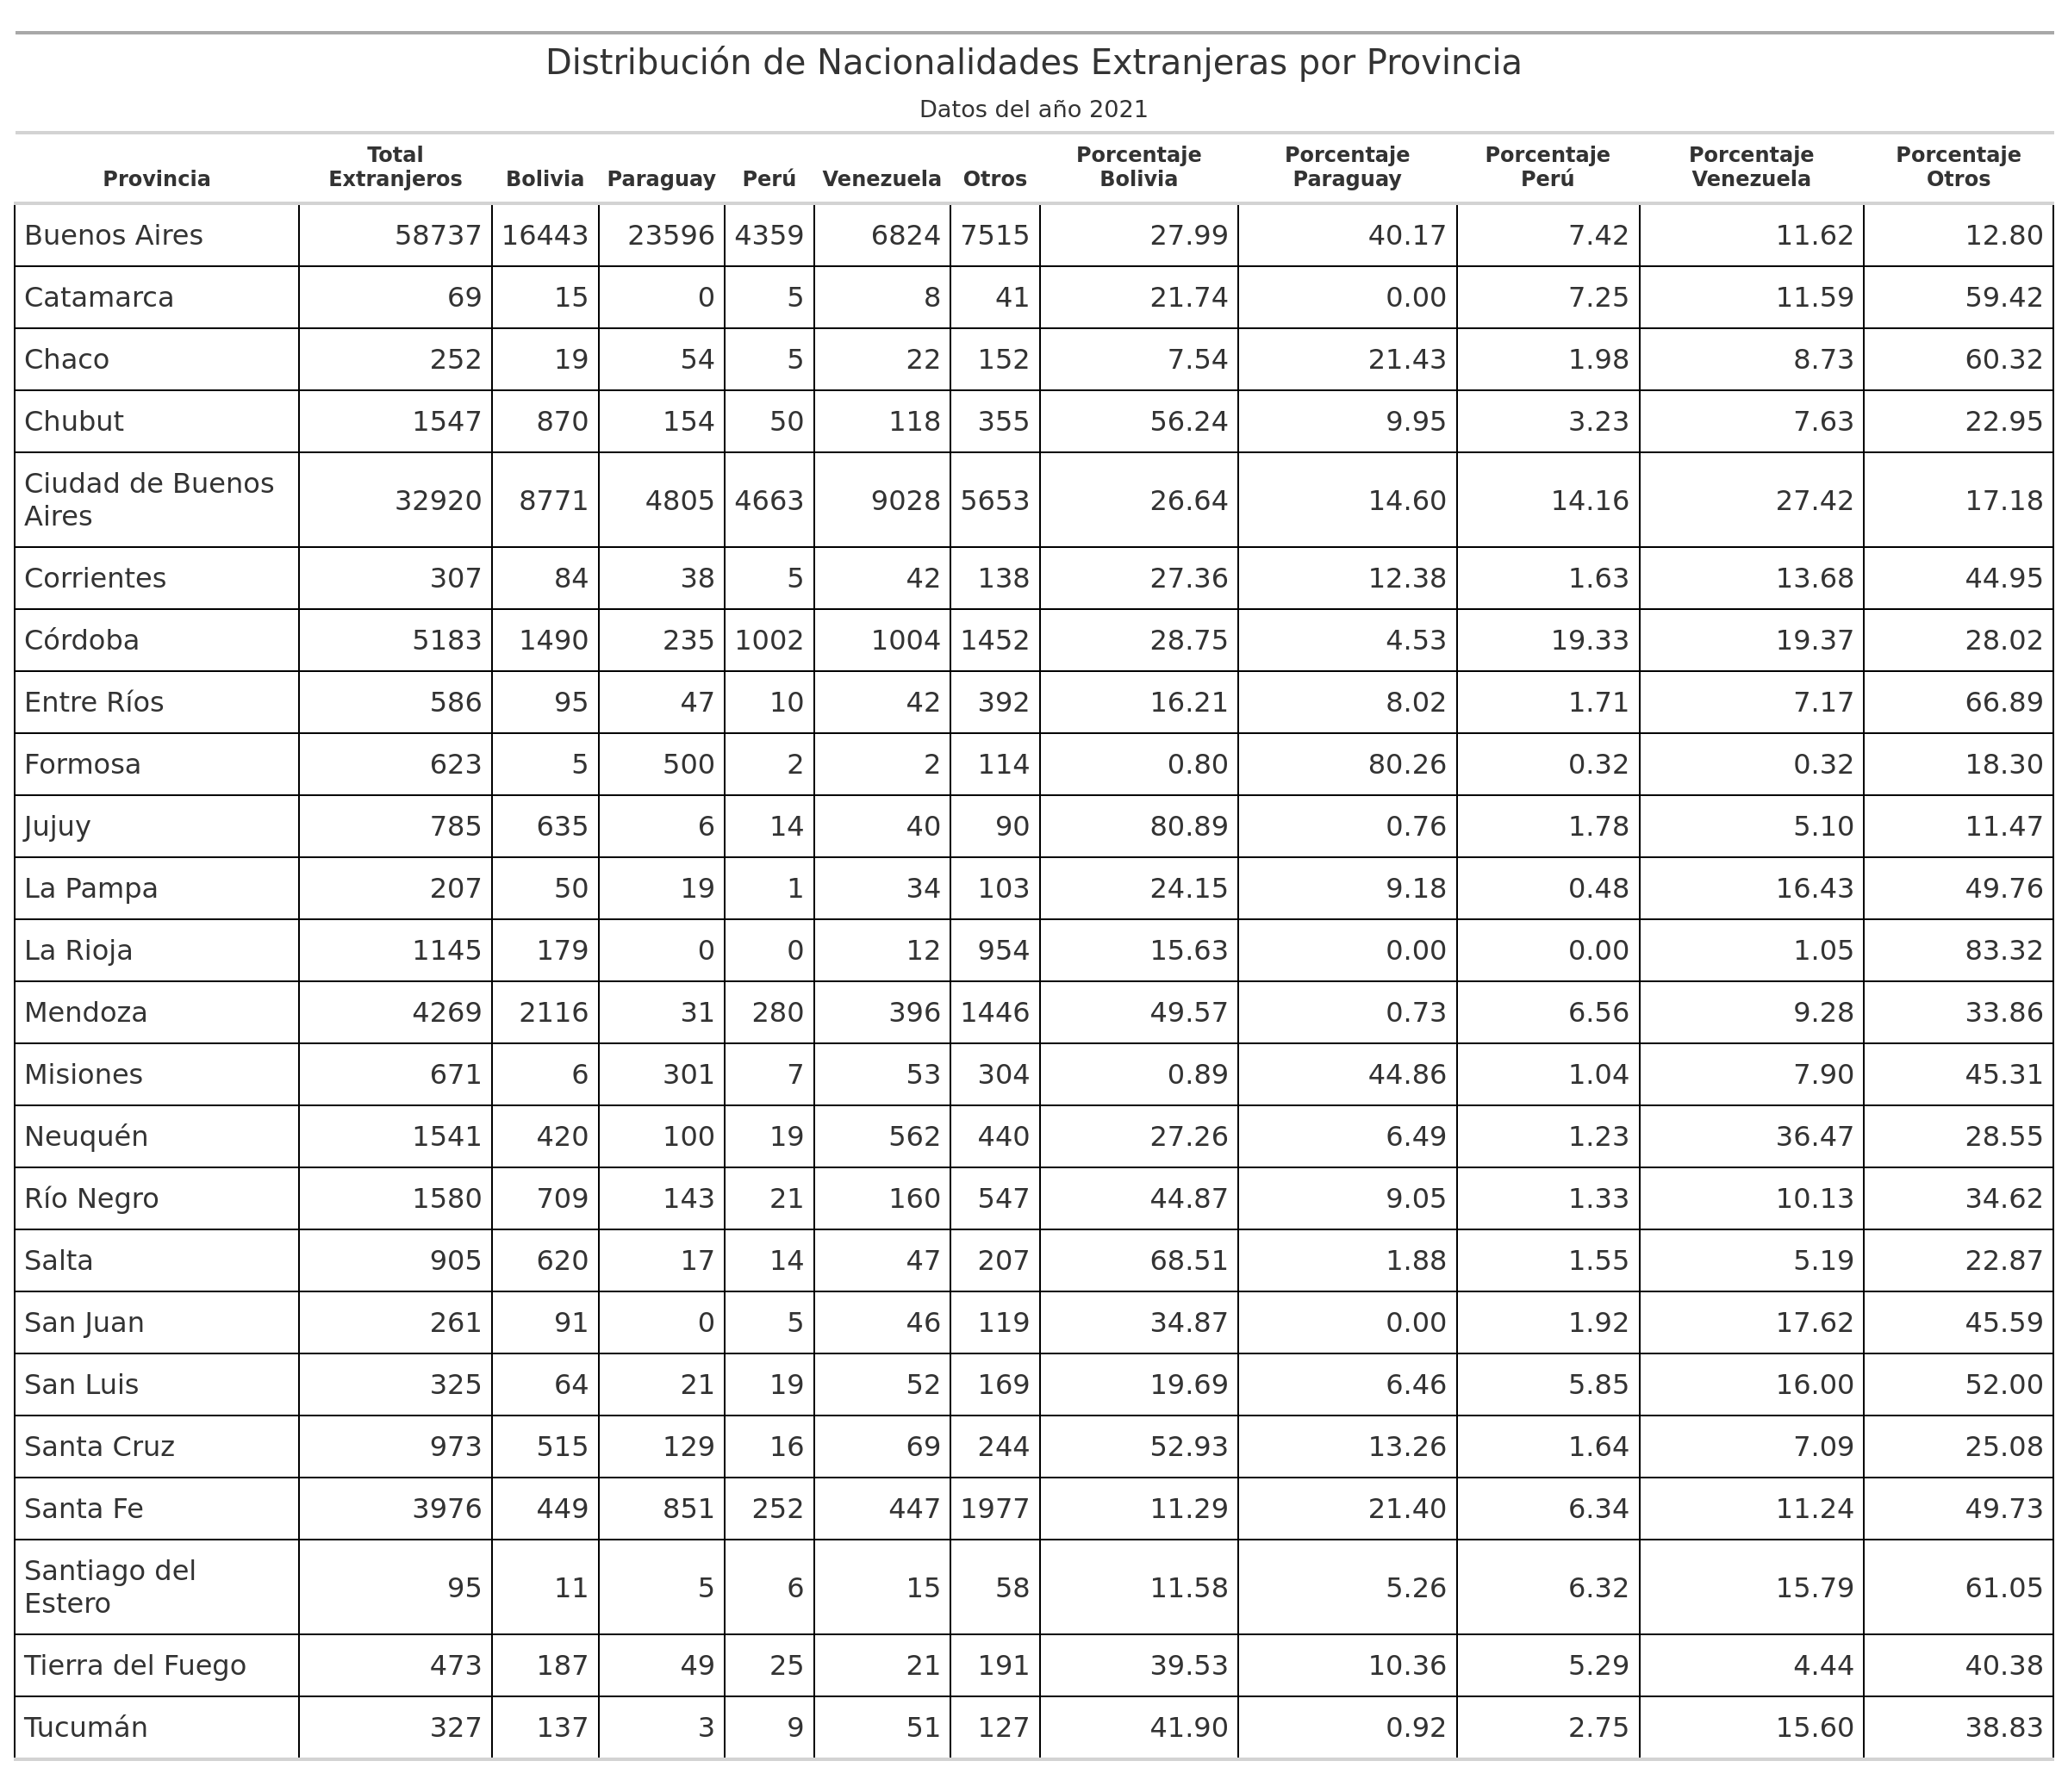 Distribución de Nacionalidades Extranjeras por Provincia
Datos del año 2021
Provincia Total Extranjeros Bolivia Paraguay Perú Venezuela Otros Porcentaje Bolivia Porcentaje Paraguay Porcentaje Perú Porcentaje Venezuela Porcentaje Otros
Buenos Aires 58737 16443 23596 4359 6824 7515 27.99 40.17 7.42 11.62 12.80
Catamarca 69 15 0 5 8 41 21.74 0.00 7.25 11.59 59.42
Chaco 252 19 54 5 22 152 7.54 21.43 1.98 8.73 60.32
Chubut 1547 870 154 50 118 355 56.24 9.95 3.23 7.63 22.95
Ciudad de Buenos Aires 32920 8771 4805 4663 9028 5653 26.64 14.60 14.16 27.42 17.18
Corrientes 307 84 38 5 42 138 27.36 12.38 1.63 13.68 44.95
Córdoba 5183 1490 235 1002 1004 1452 28.75 4.53 19.33 19.37 28.02
Entre Ríos 586 95 47 10 42 392 16.21 8.02 1.71 7.17 66.89
Formosa 623 5 500 2 2 114 0.80 80.26 0.32 0.32 18.30
Jujuy 785 635 6 14 40 90 80.89 0.76 1.78 5.10 11.47
La Pampa 207 50 19 1 34 103 24.15 9.18 0.48 16.43 49.76
La Rioja 1145 179 0 0 12 954 15.63 0.00 0.00 1.05 83.32
Mendoza 4269 2116 31 280 396 1446 49.57 0.73 6.56 9.28 33.86
Misiones 671 6 301 7 53 304 0.89 44.86 1.04 7.90 45.31
Neuquén 1541 420 100 19 562 440 27.26 6.49 1.23 36.47 28.55
Río Negro 1580 709 143 21 160 547 44.87 9.05 1.33 10.13 34.62
Salta 905 620 17 14 47 207 68.51 1.88 1.55 5.19 22.87
San Juan 261 91 0 5 46 119 34.87 0.00 1.92 17.62 45.59
San Luis 325 64 21 19 52 169 19.69 6.46 5.85 16.00 52.00
Santa Cruz 973 515 129 16 69 244 52.93 13.26 1.64 7.09 25.08
Santa Fe 3976 449 851 252 447 1977 11.29 21.40 6.34 11.24 49.73
Santiago del Estero 95 11 5 6 15 58 11.58 5.26 6.32 15.79 61.05
Tierra del Fuego 473 187 49 25 21 191 39.53 10.36 5.29 4.44 40.38
Tucumán 327 137 3 9 51 127 41.90 0.92 2.75 15.60 38.83